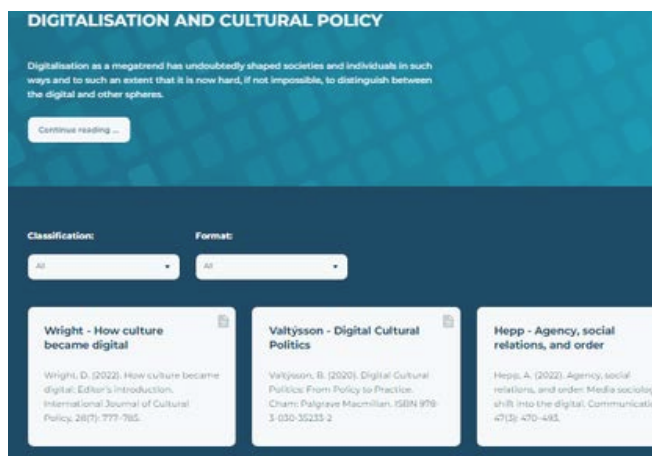 DIGITALISATION AND CULTURAL POLICY
Digitalisation as a megatrend has undoubtedly shaped societies and individuals in such
ways and to such an extent that it is now hard, if not impossible, to distinguish between
the digital and other spheres.
Continue reading ...
Classification: Format:
All All
Wright - How culture
became digital
Wright, D. (2022). How culture became
digital: Editor's introduction.
International Journal of Cultural
Policy, 28(7): 777-785.
Valtýsson - Digital Cultural
Politics
Valtýsson, B. (2020). Digital Cultural
Politics: From Policy to Practice.
Cham: Palgrave Macmillan. ISBN 978-
3-030-35233-2
Hepp - Agency, social
relations, and order
Hepp, A. (2022). Agency, social
relations, and order: Media sociolog
shift into the digital. Communicati
47(3): 470-493.